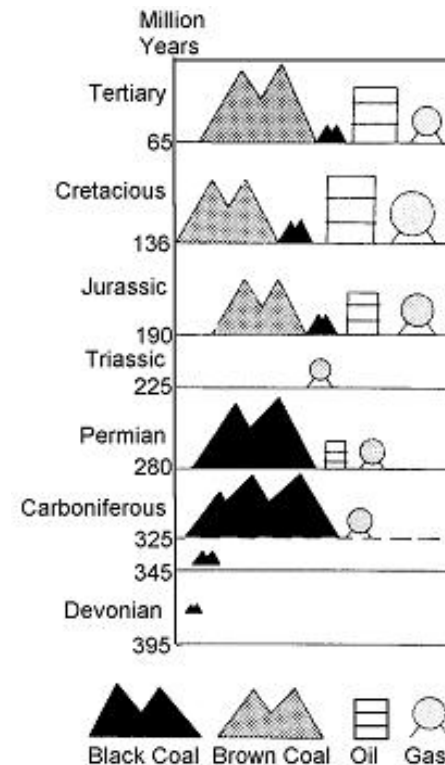 Million
Years
Tertiary
65
Cretacious
136
Jurassic
190
Triassic
225
Permian
280
Carboniferous
325
345
Devonian
395
Black Coal Brown Coal Oil Gas